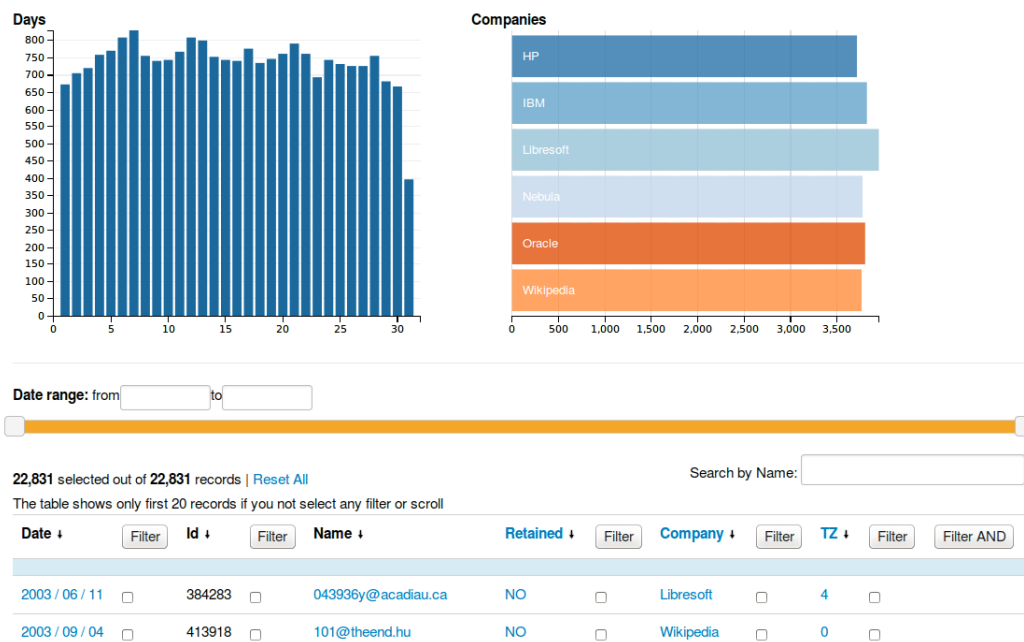 Days
800
750
700
650
600
550
500
450
400
350
300
250
200
150
100
50
0
0 5 10 15 20 25 30
Companies
HP
IBM
Libresoft
Nebula
Oracle
Wikipedia
0 500 1,000 1,500 2,000 2,500 3,000 3,500
Date range: from to
22,831 selected out of 22,831 records | Reset All
Search by Name:
The table shows only first 20 records if you not select any filter or scroll
Date ↓ Filter Id ↓ Filter Name ↓ Retained ↓ Filter Company ↓ Filter TZ ↓ Filter Filter AND
2003 / 06 / 11 384283 043936y@acadiau.ca NO Libresoft 4
2003 / 09 / 04 413918 101@theend.hu NO Wikipedia 0